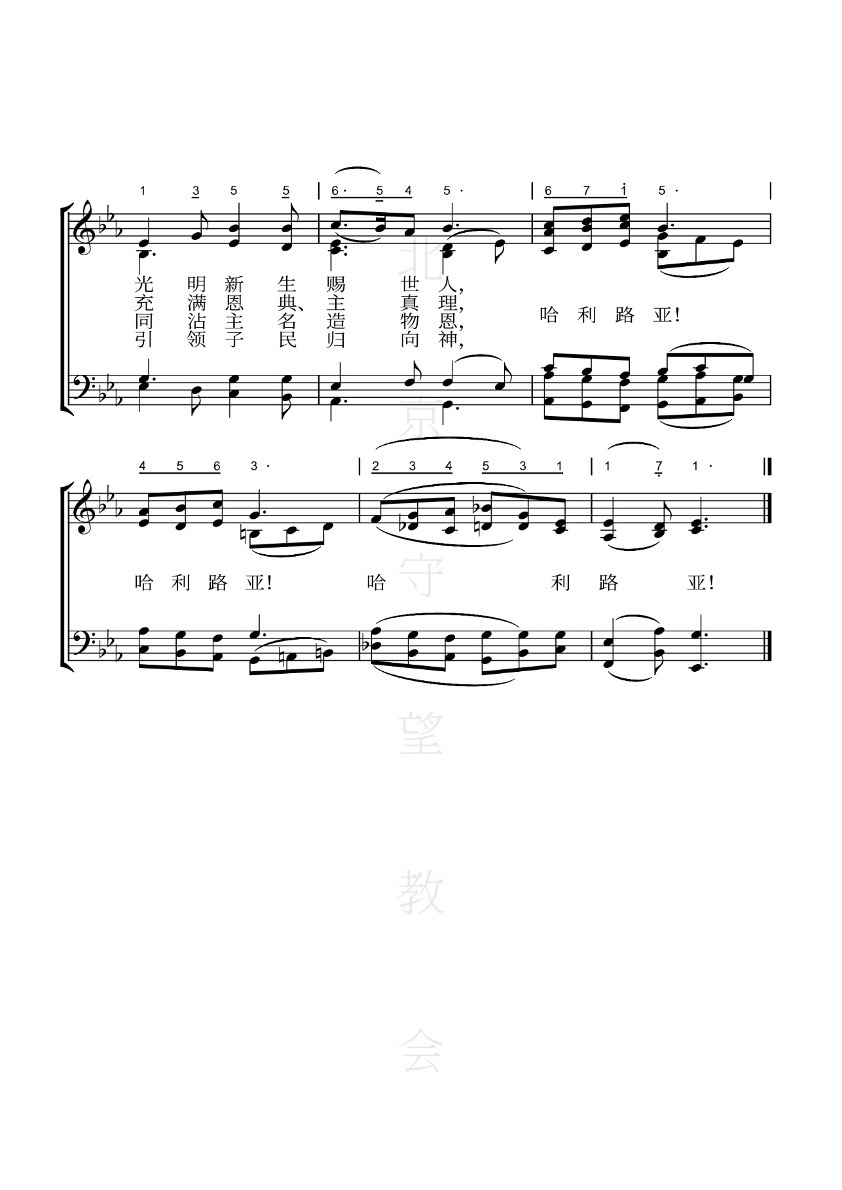 1 3 5 5 6· 5 4 5· 6 7 1 5·
光 明 新 生 赐 世 人，
充 满 恩 典、 主 真 理，
同 沾 主 名 造 物 恩，
引 领 子 民 归 向 神，
哈 利 路 亚！
4 5 6 3· 2 3 4 5 3 1 1 7 1·
哈 利 路 亚！ 哈 利 路 亚！
北京守望教会